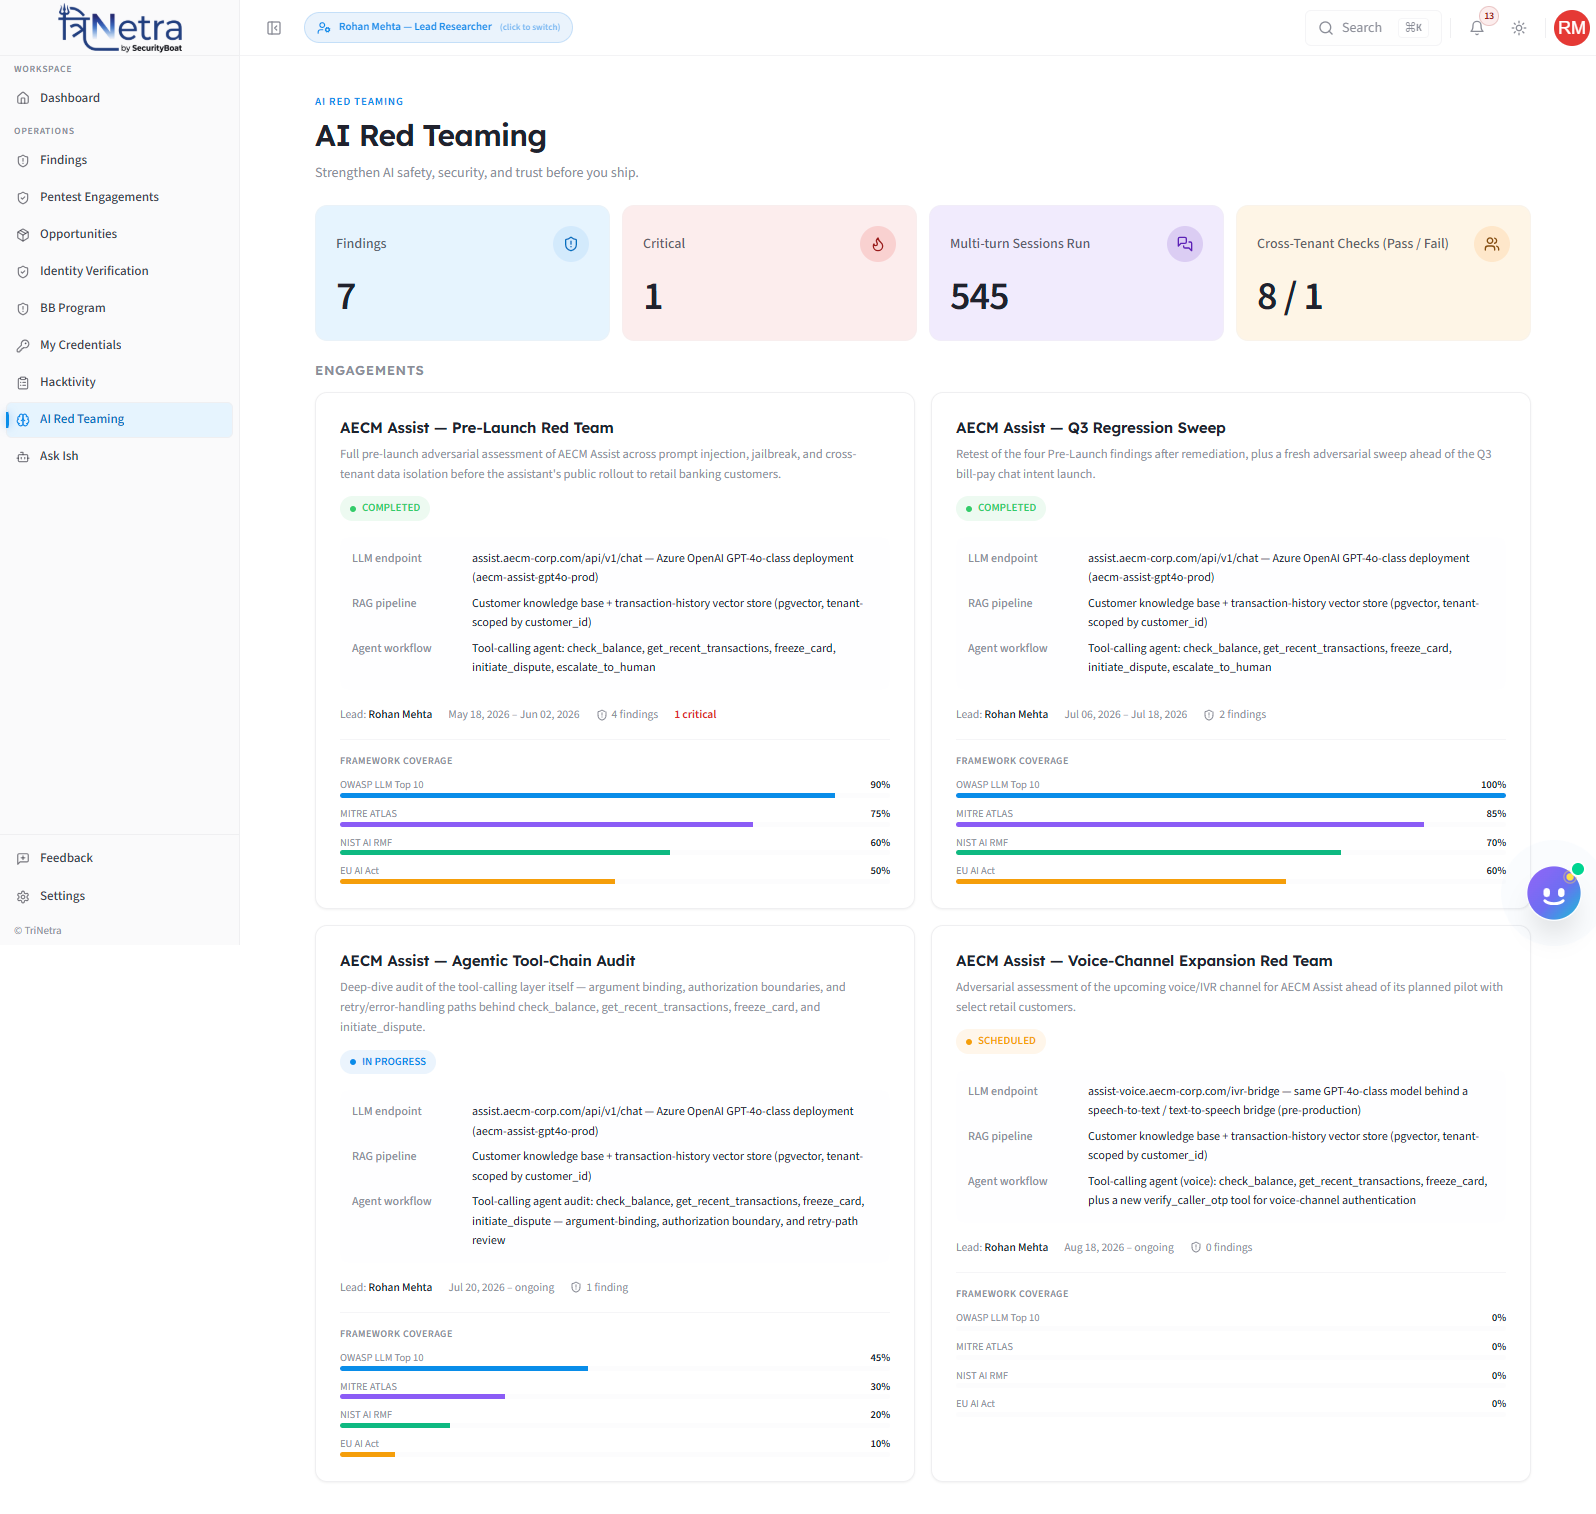 TriNetra
by SecurityBoat
Rohan Mehta — Lead Researcher (click to switch)
Search ⌘K
13
RM
WORKSPACE
Dashboard
OPERATIONS
Findings
Pentest Engagements
Opportunities
Identity Verification
BB Program
My Credentials
Hacktivity
AI Red Teaming
Ask Ish
Feedback
Settings
© TriNetra
AI RED TEAMING
AI Red Teaming
Strengthen AI safety, security, and trust before you ship.
Findings
7
Critical
1
Multi-turn Sessions Run
545
Cross-Tenant Checks (Pass / Fail)
8 / 1
ENGAGEMENTS
AECM Assist — Pre-Launch Red Team
Full pre-launch adversarial assessment of AECM Assist across prompt injection, jailbreak, and cross-
tenant data isolation before the assistant's public rollout to retail banking customers.
COMPLETED
LLM endpoint
assist.aecm-corp.com/api/v1/chat — Azure OpenAI GPT-4o-class deployment
(aecm-assist-gpt4o-prod)
RAG pipeline
Customer knowledge base + transaction-history vector store (pgvector, tenant-
scoped by customer_id)
Agent workflow
Tool-calling agent: check_balance, get_recent_transactions, freeze_card,
initiate_dispute, escalate_to_human
Lead: Rohan Mehta May 18, 2026 – Jun 02, 2026 4 findings 1 critical
FRAMEWORK COVERAGE
OWASP LLM Top 10 90%
MITRE ATLAS 75%
NIST AI RMF 60%
EU AI Act 50%
AECM Assist — Q3 Regression Sweep
Retest of the four Pre-Launch findings after remediation, plus a fresh adversarial sweep ahead of the Q3
bill-pay chat intent launch.
COMPLETED
LLM endpoint
assist.aecm-corp.com/api/v1/chat — Azure OpenAI GPT-4o-class deployment
(aecm-assist-gpt4o-prod)
RAG pipeline
Customer knowledge base + transaction-history vector store (pgvector, tenant-
scoped by customer_id)
Agent workflow
Tool-calling agent: check_balance, get_recent_transactions, freeze_card,
initiate_dispute, escalate_to_human
Lead: Rohan Mehta Jul 06, 2026 – Jul 18, 2026 2 findings
FRAMEWORK COVERAGE
OWASP LLM Top 10 100%
MITRE ATLAS 85%
NIST AI RMF 70%
EU AI Act 60%
AECM Assist — Agentic Tool-Chain Audit
Deep-dive audit of the tool-calling layer itself — argument binding, authorization boundaries, and
retry/error-handling paths behind check_balance, get_recent_transactions, freeze_card, and
initiate_dispute.
IN PROGRESS
LLM endpoint
assist.aecm-corp.com/api/v1/chat — Azure OpenAI GPT-4o-class deployment
(aecm-assist-gpt4o-prod)
RAG pipeline
Customer knowledge base + transaction-history vector store (pgvector, tenant-
scoped by customer_id)
Agent workflow
Tool-calling agent audit: check_balance, get_recent_transactions, freeze_card,
initiate_dispute — argument-binding, authorization boundary, and retry-path
review
Lead: Rohan Mehta Jul 20, 2026 – ongoing 1 finding
FRAMEWORK COVERAGE
OWASP LLM Top 10 45%
MITRE ATLAS 30%
NIST AI RMF 20%
EU AI Act 10%
AECM Assist — Voice-Channel Expansion Red Team
Adversarial assessment of the upcoming voice/IVR channel for AECM Assist ahead of its planned pilot with
select retail customers.
SCHEDULED
LLM endpoint
assist-voice.aecm-corp.com/ivr-bridge — same GPT-4o-class model behind a
speech-to-text / text-to-speech bridge (pre-production)
RAG pipeline
Customer knowledge base + transaction-history vector store (pgvector, tenant-
scoped by customer_id)
Agent workflow
Tool-calling agent (voice): check_balance, get_recent_transactions, freeze_card,
plus a new verify_caller_otp tool for voice-channel authentication
Lead: Rohan Mehta Aug 18, 2026 – ongoing 0 findings
FRAMEWORK COVERAGE
OWASP LLM Top 10 0%
MITRE ATLAS 0%
NIST AI RMF 0%
EU AI Act 0%